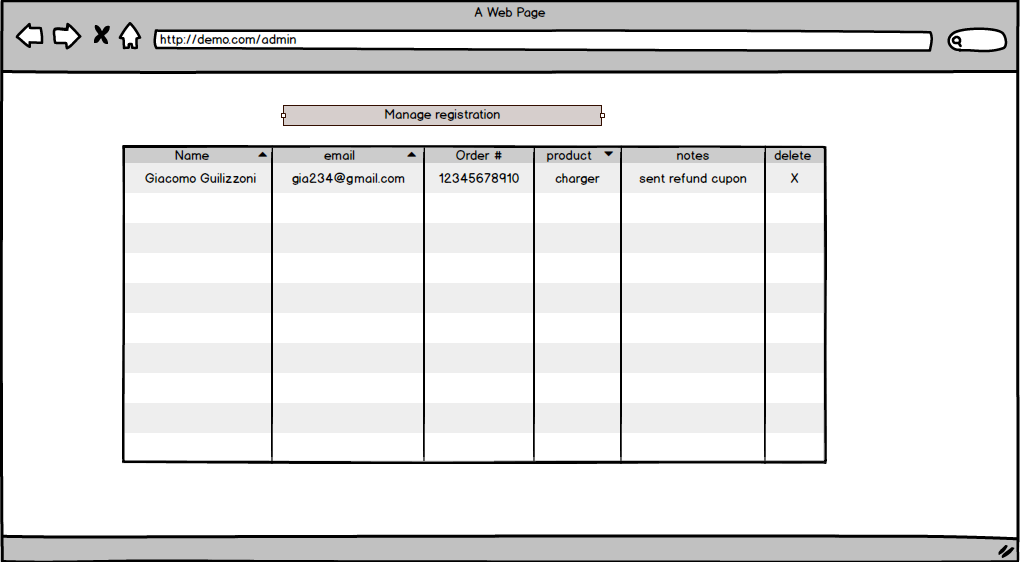 A Web Page
http://demo.com/admin
Manage registration
Name email Order # product notes delete
Giacomo Guilizzoni gia234@gmail.com 12345678910 charger sent refund cupon X